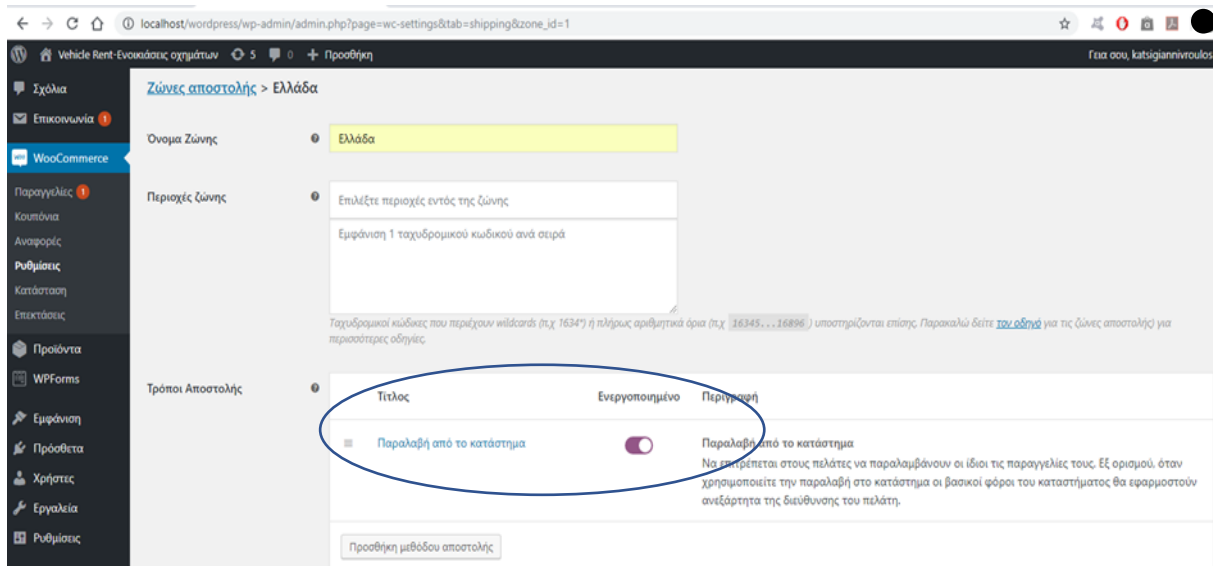 localhost/wordpress/wp-admin/admin.php?page=wc-settings&tab=shipping&zone_id=1
Vehicle Rent-Ενοικιάσεις οχημάτων 5 0 + Προσθήκη Γεια σου, katsigiannivroulos
Σχόλια
Επικοινωνία 1
WooCommerce
Παραγγελίες 1
Κουπόνια
Αναφορές
Ρυθμίσεις
Κατάσταση
Επεκτάσεις
Προϊόντα
WPForms
Εμφάνιση
Πρόσθετα
Χρήστες
Εργαλεία
Ρυθμίσεις
Ζώνες αποστολής > Ελλάδα
Όνομα Ζώνης
Ελλάδα
Περιοχές ζώνης
Επιλέξτε περιοχές εντός της ζώνης
Εμφάνιση 1 ταχυδρομικού κωδικού ανά σειρά
Ταχυδρομικοί κώδικες που περιέχουν wildcards (π.χ 1634*) ή πλήρως αριθμητικά όρια (π.χ 16345...16896 ) υποστηρίζονται επίσης. Παρακαλώ δείτε τον οδηγό για τις ζώνες αποστολής) για
περισσότερες οδηγίες.
Τρόποι Αποστολής
Τίτλος Ενεργοποιημένο Περιγραφή
Παραλαβή από το κατάστημα
Παραλαβή από το κατάστημα
Να επιτρέπεται στους πελάτες να παραλαμβάνουν οι ίδιοι τις παραγγελίες τους. Εξ ορισμού, όταν
χρησιμοποιείτε την παραλαβή στο κατάστημα οι βασικοί φόροι του καταστήματος θα εφαρμοστούν
ανεξάρτητα της διεύθυνσης του πελάτη.
Προσθήκη μεθόδου αποστολής